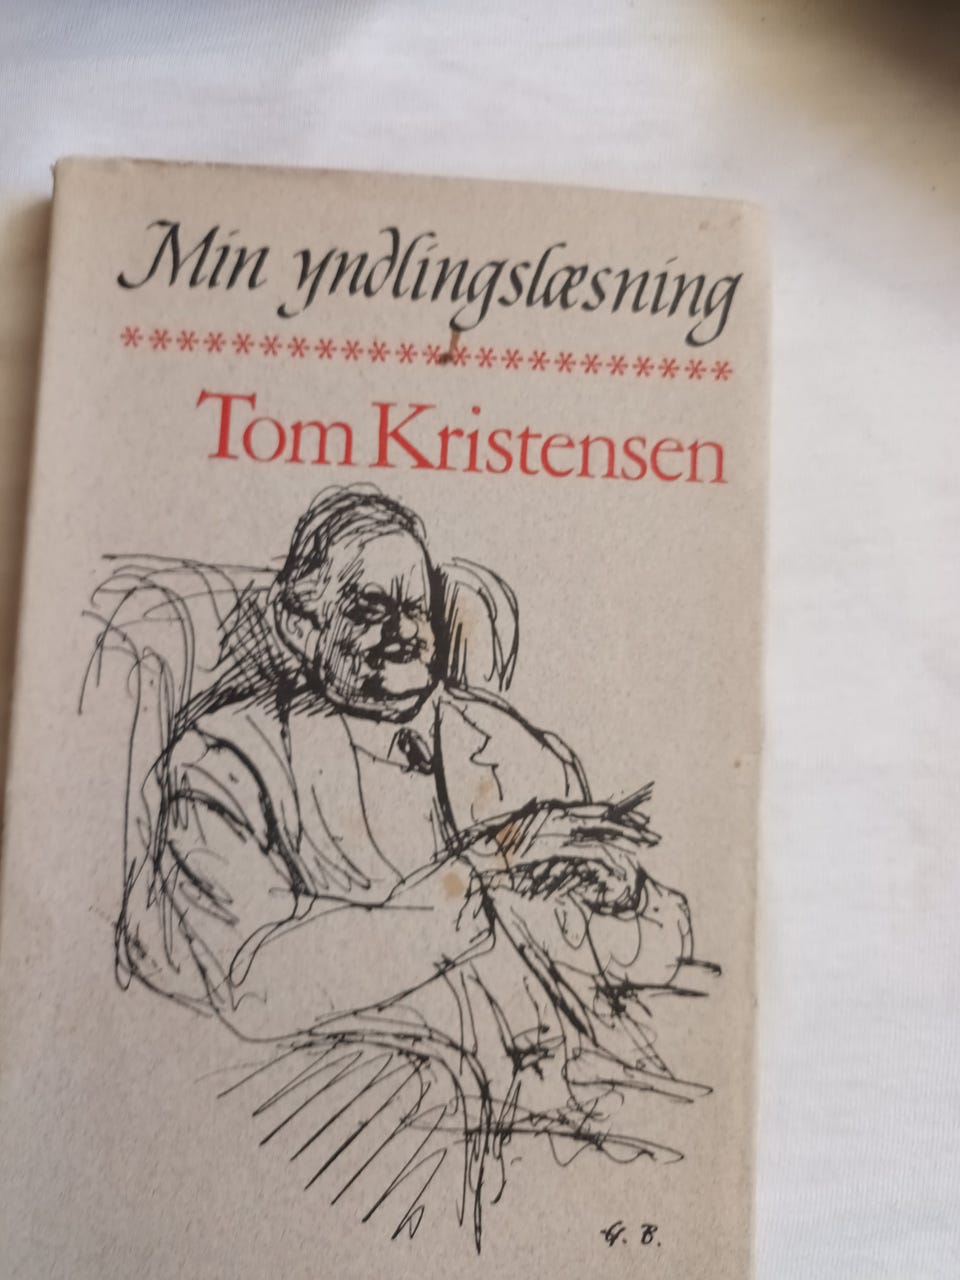 Min yndlingslæsning
***********************
Tom Kristensen
G. B.